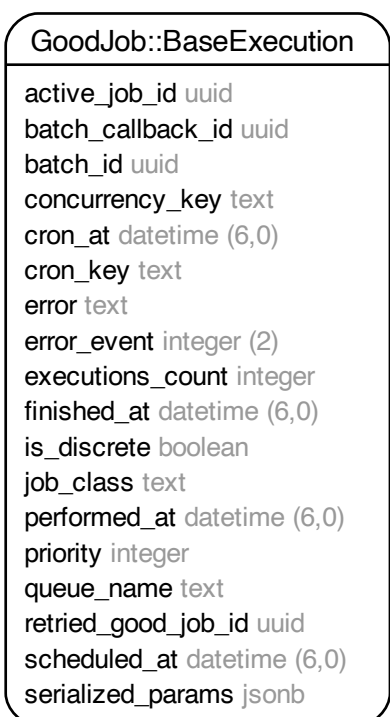 GoodJob::BaseExecution
active_job_id uuid
batch_callback_id uuid
batch_id uuid
concurrency_key text
cron_at datetime (6,0)
cron_key text
error text
error_event integer (2)
executions_count integer
finished_at datetime (6,0)
is_discrete boolean
job_class text
performed_at datetime (6,0)
priority integer
queue_name text
retried_good_job_id uuid
scheduled_at datetime (6,0)
serialized_params jsonb